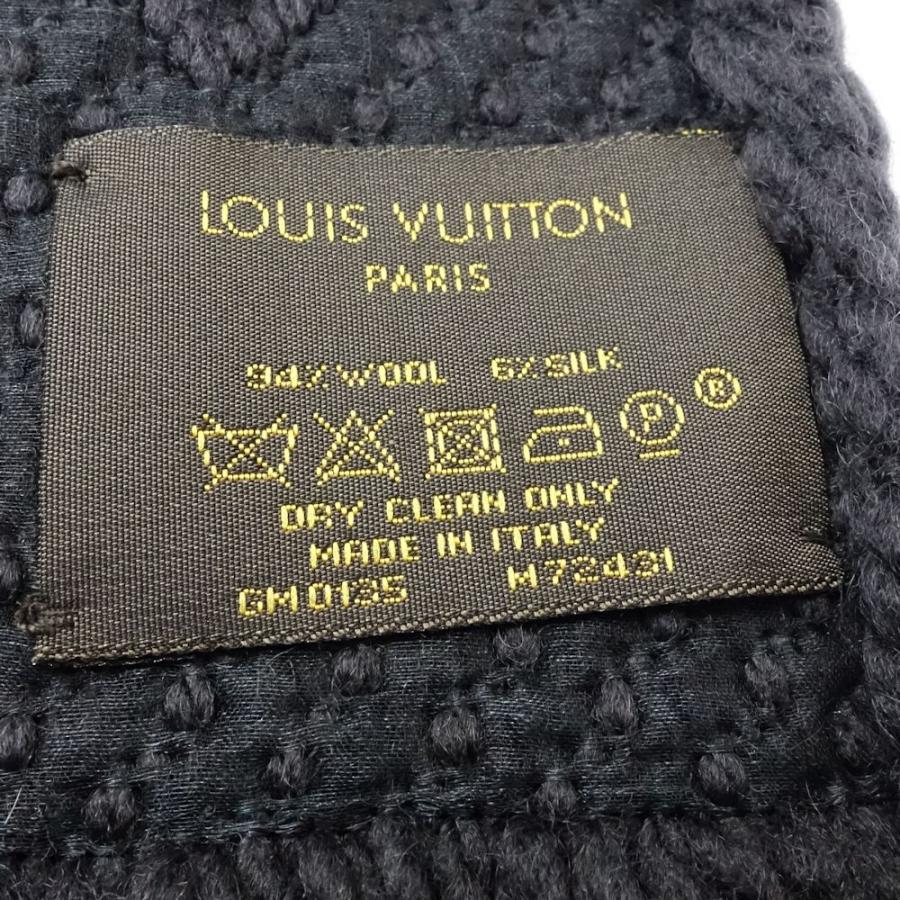 LOUIS VUITTON
PARIS
94% WOOL 6% SILK
P ®
DRY CLEAN ONLY
MADE IN ITALY
GM0135 M72431